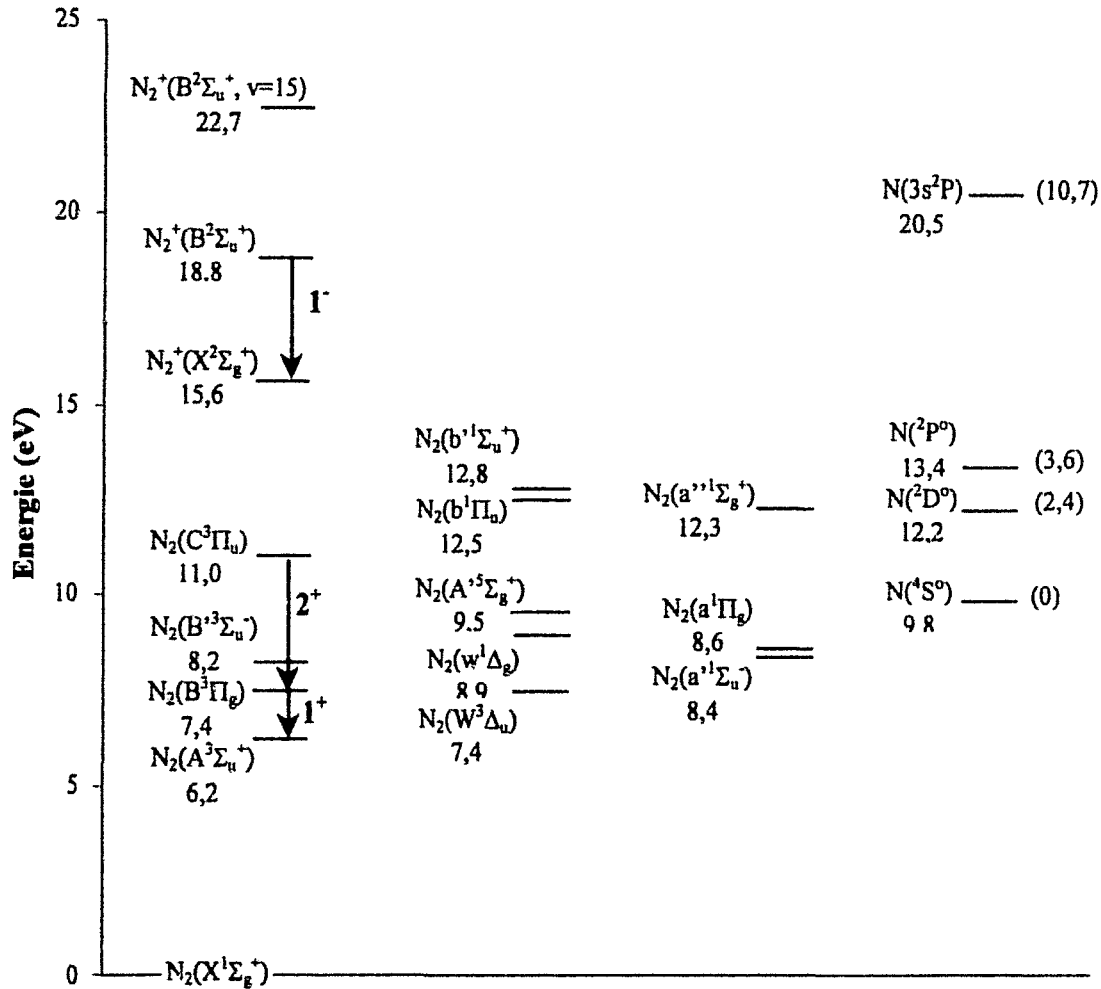 25
N₂⁺(B²Σᵤ⁺, v=15)
22,7
N(3s²P) (10,7)
20,5
20
N₂⁺(B²Σᵤ⁺)
18.8
1⁻
N₂⁺(X²Σg⁺)
15,6
15
Energie (eV)
N₂(b'¹Σᵤ⁺)
12,8
N₂(b¹Πᵤ)
12,5
N₂(a''¹Σg⁺)
12,3
N(²Pᵒ)
13,4
(3,6)
N(²Dᵒ)
12,2
(2,4)
N₂(C³Πᵤ)
11,0
2⁺
10
N₂(A'⁵Σg⁺)
9.5
N(⁴Sᵒ)
9 8
(0)
N₂(B'³Σᵤ⁻)
8,2
N₂(w¹Δg)
8 9
N₂(a¹Πg)
8,6
N₂(a'¹Σᵤ⁻)
8,4
N₂(B³Πg)
7,4
1⁺
N₂(W³Δᵤ)
7,4
N₂(A³Σᵤ⁺)
6,2
5
0
N₂(X¹Σg⁺)